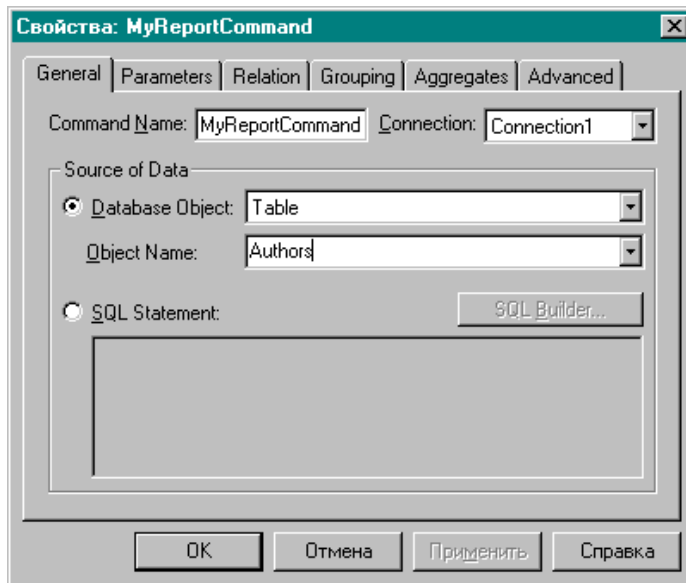 Свойства: MyReportCommand
General Parameters Relation Grouping Aggregates Advanced
Command Name: MyReportCommand Connection: Connection1
Source of Data
Database Object: Table
Object Name: Authors
SQL Statement: SQL Builder...
OK Отмена Применить Справка